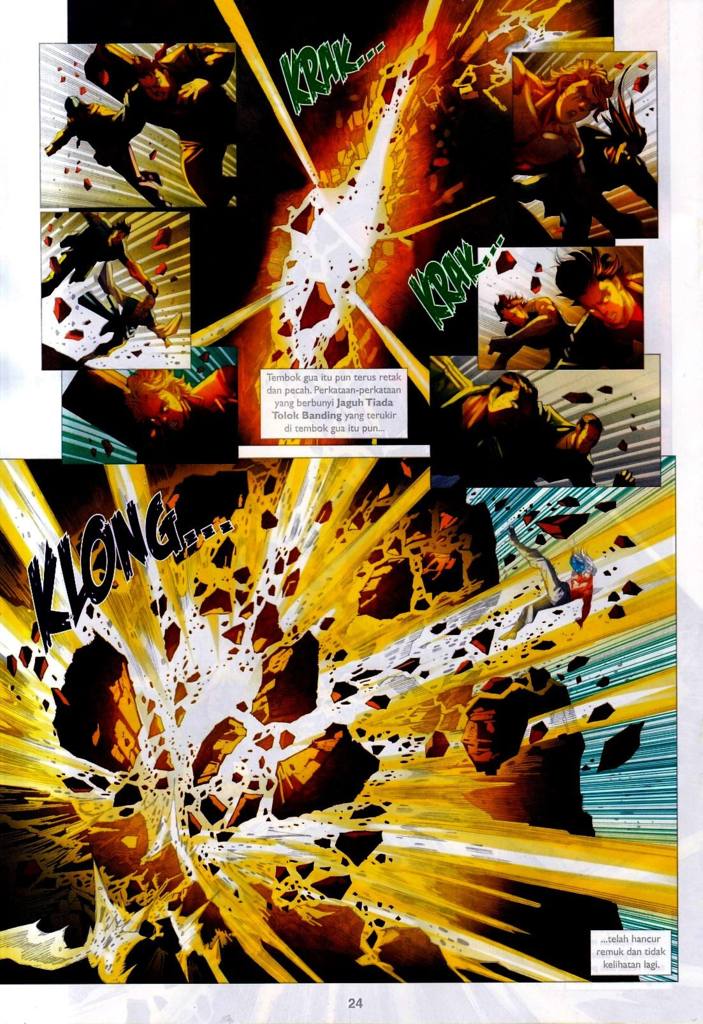 KRAK...
KRAK...
Tembok gua itu pun terus retak
dan pecah. Perkataan-perkataan
yang berbunyi Jaguh Tiada
Tolok Banding yang terukir
di tembok gua itu pun...
KLONG...
...telah hancur
remuk dan tidak
kelihatan lagi.
24